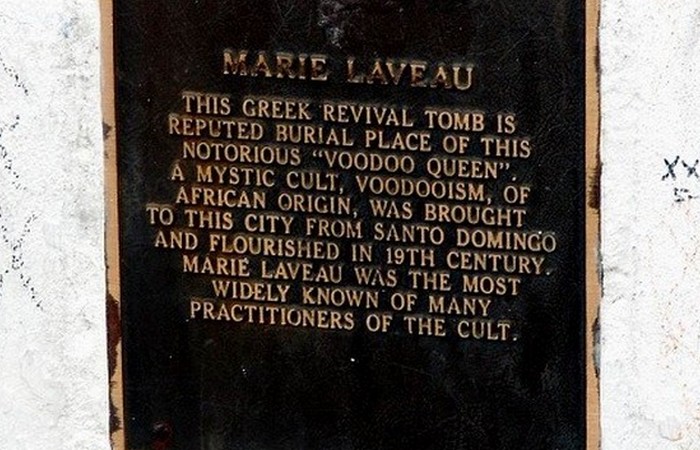 MARIE LAVEAU
THIS GREEK REVIVAL TOMB IS
REPUTED BURIAL PLACE OF THIS
NOTORIOUS "VOODOO QUEEN".
A MYSTIC CULT, VOODOOISM, OF
AFRICAN ORIGIN, WAS BROUGHT
TO THIS CITY FROM SANTO DOMINGO
AND FLOURISHED IN 19TH CENTURY.
MARIE LAVEAU WAS THE MOST
WIDELY KNOWN OF MANY
PRACTITIONERS OF THE CULT.
XX